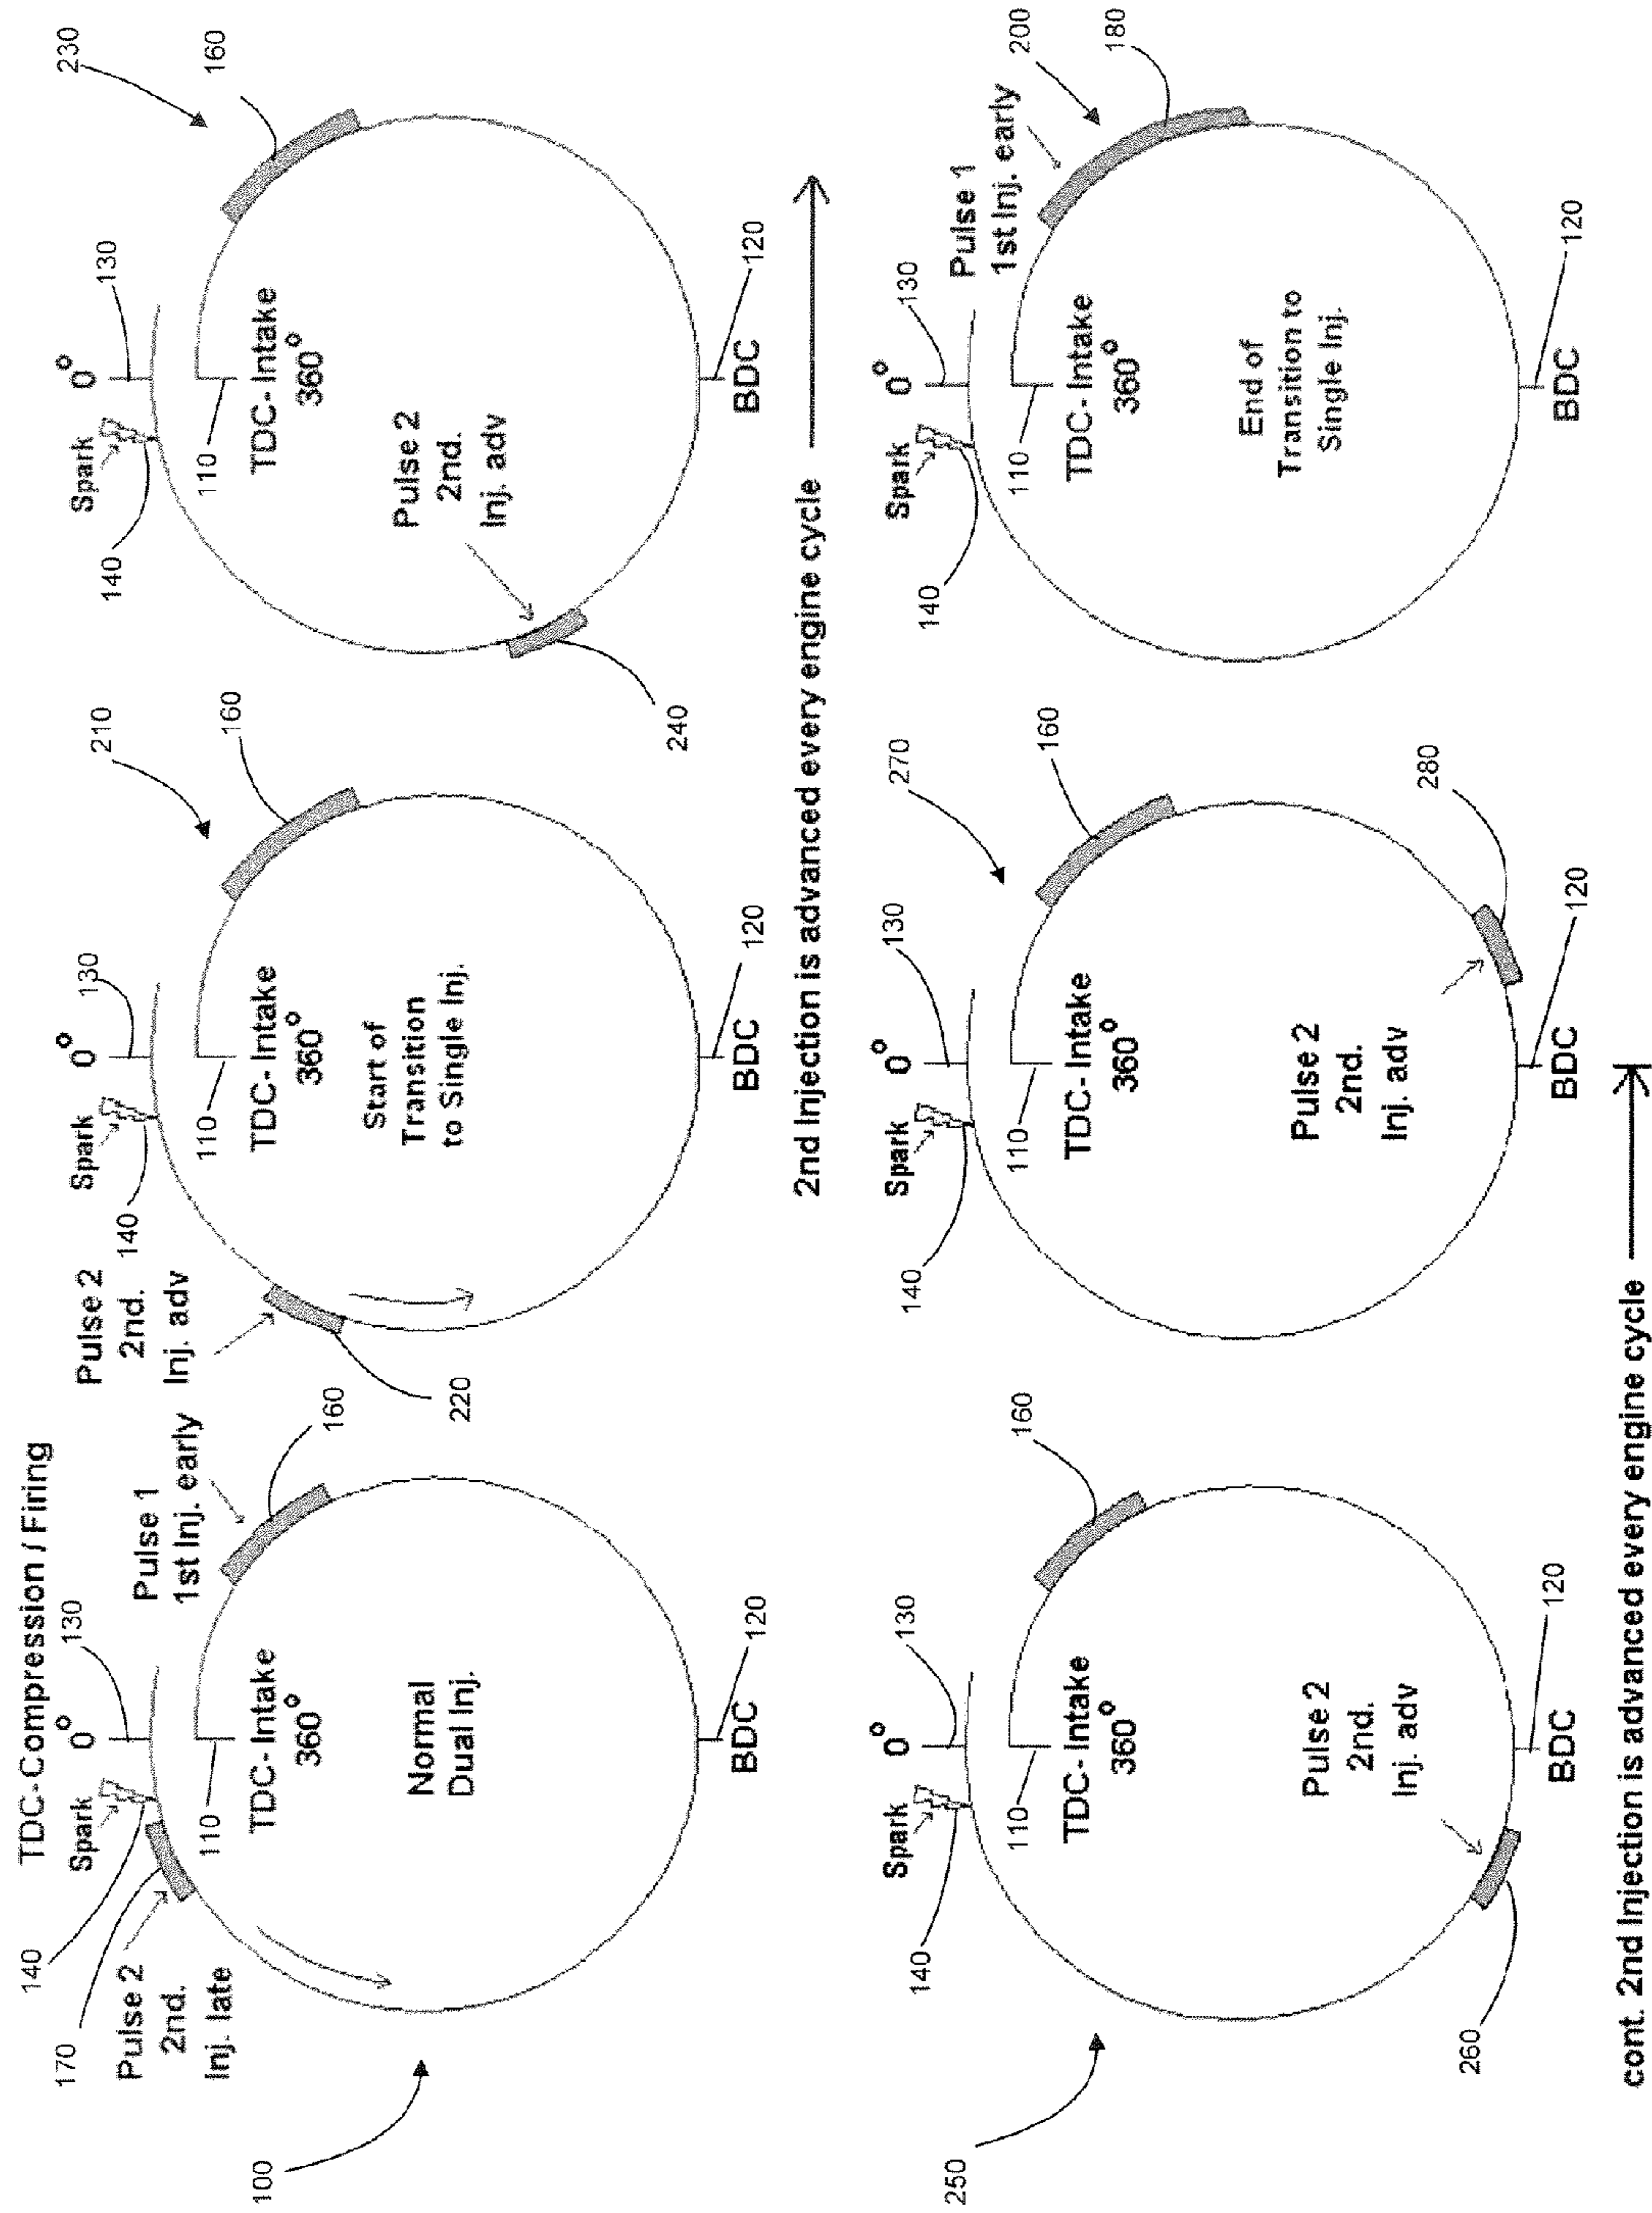 TDC-Compression / Firing
140
Spark
0°
130
170
Pulse 2
2nd.
Inj. late
Pulse 1
1st Inj. early
160
110
TDC-Intake
360°
Normal
Dual Inj.
BDC
120
100
Pulse 2
2nd.
Inj. adv
140
Spark
0°
130
210
160
110
TDC-Intake
360°
Start of
Transition
to Single Inj.
220
BDC
120
140
Spark
0°
130
230
160
110
TDC-Intake
360°
Pulse 2
2nd.
Inj. adv
240
BDC
120
2nd Injection is advanced every engine cycle
Spark
0°
130
140
160
110
TDC-Intake
360°
Pulse 2
2nd.
Inj. adv
250
260
BDC
120
Spark
0°
130
140
270
160
110
TDC-Intake
360°
Pulse 2
2nd.
Inj. adv
280
BDC
120
Spark
0°
130
140
Pulse 1
1st Inj. early
200
180
110
TDC-Intake
360°
End of
Transition to
Single Inj.
BDC
120
cont. 2nd Injection is advanced every engine cycle